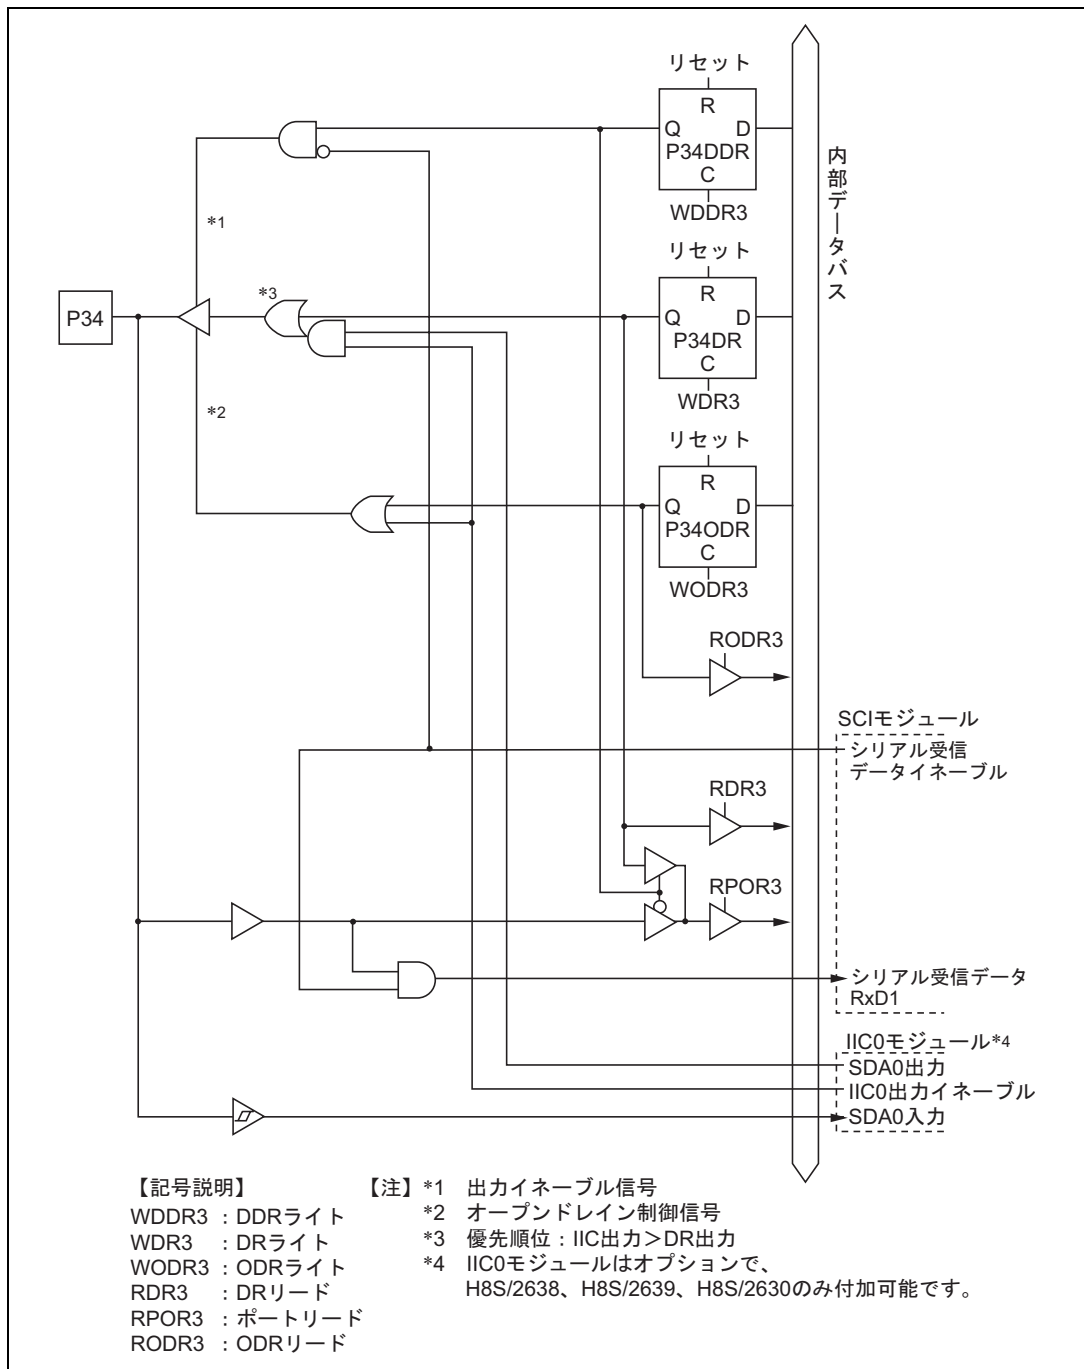 リセット
R
Q D
P34DDR
C
WDDR3
内部データバス
*1
リセット
R
Q D
P34DR
C
WDR3
P34
*3
*2
リセット
R
Q D
P34ODR
C
WODR3
RODR3
SCIモジュール
シリアル受信
データイネーブル
RDR3
RPOR3
シリアル受信データ
RxD1
IIC0モジュール*4
SDA0出力
IIC0出力イネーブル
SDA0入力
【記号説明】
WDDR3 :DDRライト
WDR3 :DRライト
WODR3 :ODRライト
RDR3 :DRリード
RPOR3 :ポートリード
RODR3 :ODRリード
【注】*1 出力イネーブル信号
*2 オープンドレイン制御信号
*3 優先順位:IIC出力>DR出力
*4 IIC0モジュールはオプションで、
H8S/2638、H8S/2639、H8S/2630のみ付加可能です。